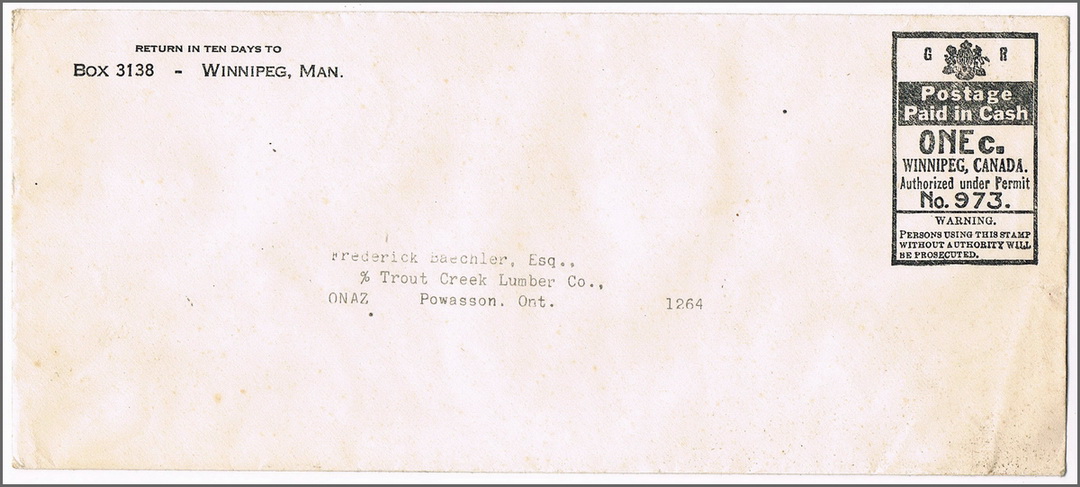 RETURN IN TEN DAYS TO
BOX 3138 - WINNIPEG, MAN.
G R
Postage
Paid in Cash
ONE c.
WINNIPEG, CANADA.
Authorized under Permit
No. 973.
WARNING.
PERSONS USING THIS STAMP
WITHOUT AUTHORITY WILL
BE PROSECUTED.
Frederick Baechler, Esq.,
% Trout Creek Lumber Co.,
ONAZ Powasson. Ont. 1264